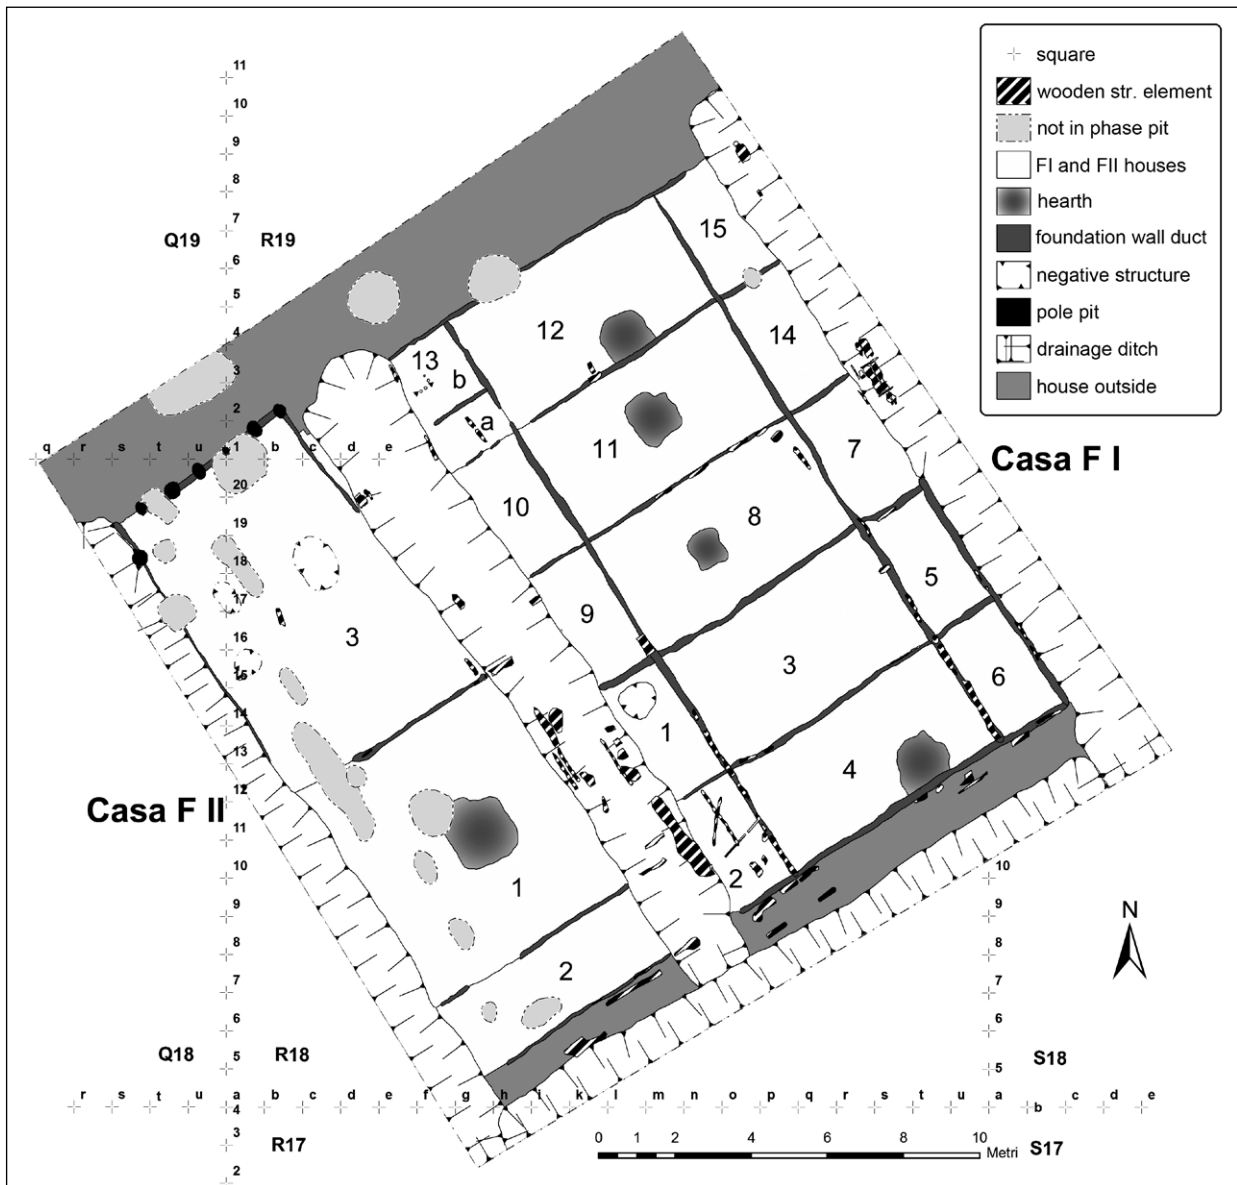 square
wooden str. element
not in phase pit
FI and FII houses
hearth
foundation wall duct
negative structure
pole pit
drainage ditch
house outside
11
10
9
8
7
Q19 R19
6
5
4
3
2
q r s t u 1 b c d e
20
19
18
17
16
15
14
13
12
11
10
9
8
7
6
5
Q18 R18
r s t u a b c d e f g h i k l m n o p q r s t u a b c d e
4
3
2
R17
10
9
8
7
6
5
S18
S17
Casa F I
15
12
14
13
b
a
11
7
10
8
5
9
3
6
1
4
2
Casa F II
3
1
2
N
0 1 2 4 6 8 10
Metri